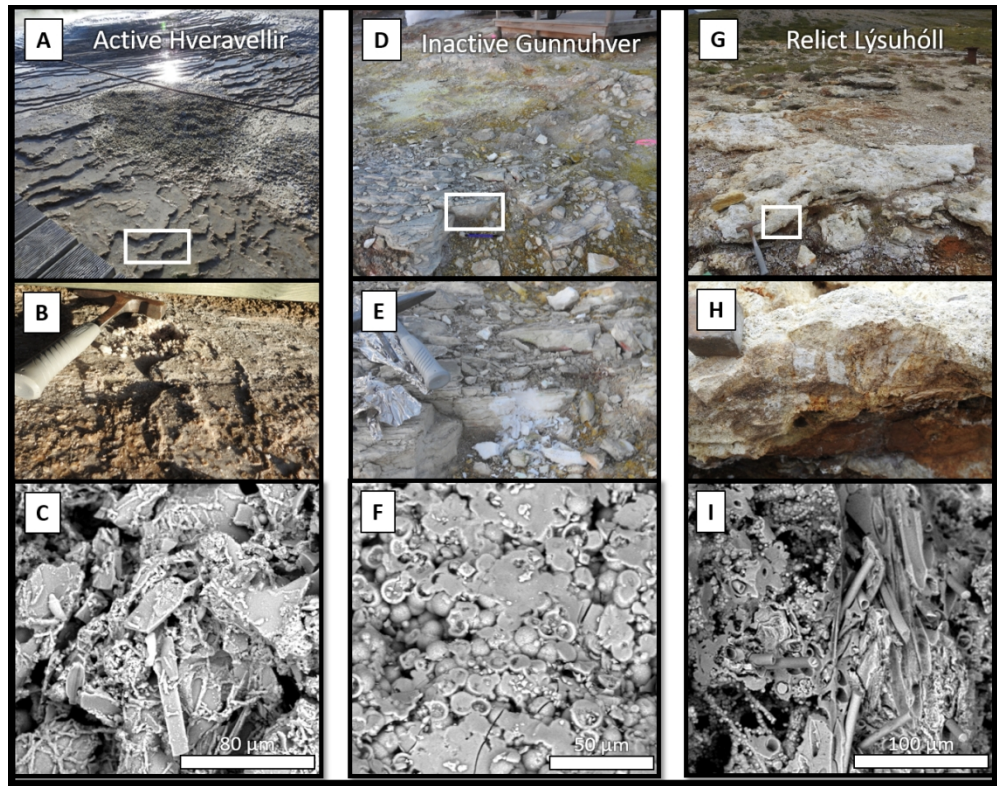 A
Active Hveravellir
D
Inactive Gunnuhver
G
Relict Lýsuhóll
B
E
H
C
80 µm
F
50 µm
I
100 µm